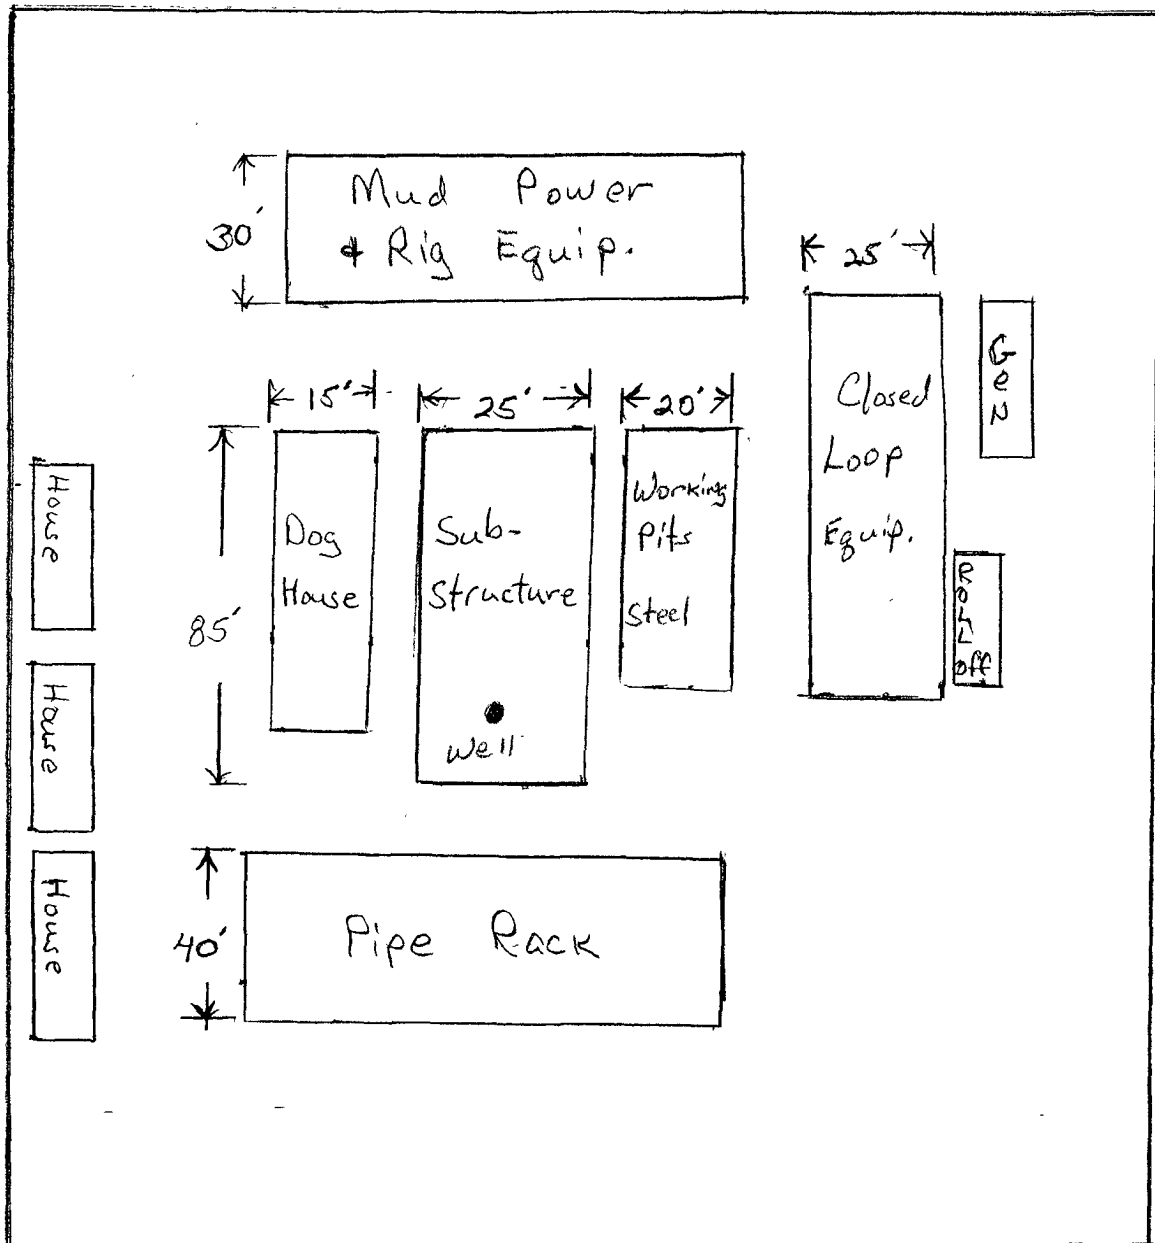 Mud Power
& Rig Equip.
30'
25'
Gen
15'
25'
20'
Closed
Loop
Equip.
House
Dog
House
Sub-
Structure
Working
Pits
Steel
85'
Roll
off
Well
House
House
40'
Pipe Rack